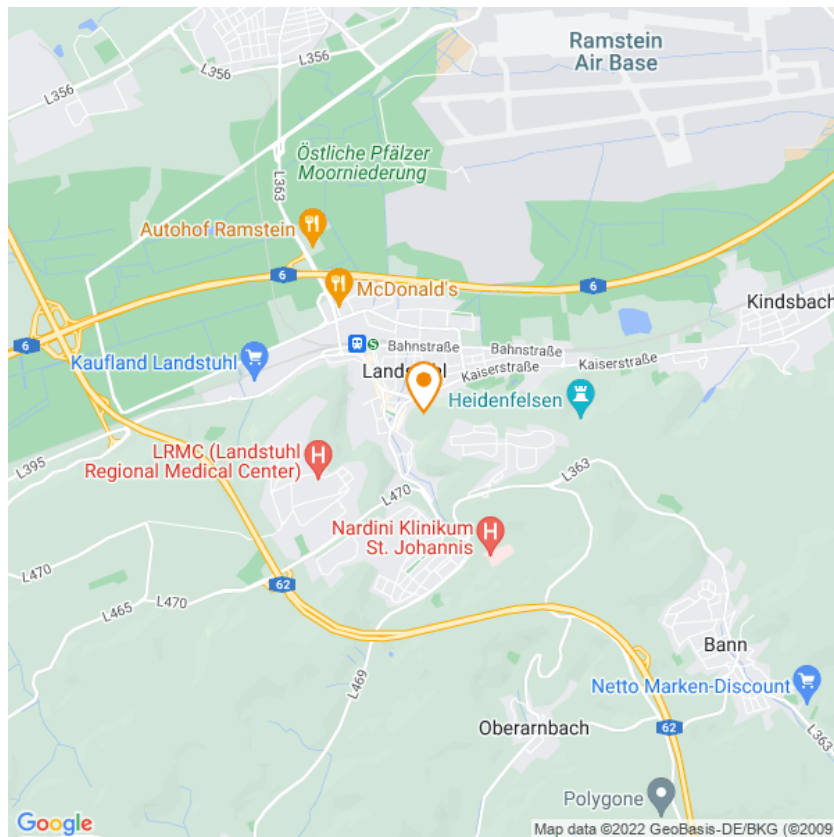 L356
L356
L356
Ramstein
Air Base
L363
Östliche Pfälzer
Moorniederung
Autohof Ramstein
6
6
McDonald's
Kindsbach
6
Bahnstraße
Bahnstraße
Kaiserstraße
Kaiserstraße
S
Kaufland Landstuhl
Heidenfelsen
LRMC (Landstuhl
Regional Medical Center)
H
L395
L363
L470
Nardini Klinikum
St. Johannis
H
L470
L465
L470
62
Bann
L469
Netto Marken-Discount
L363
Oberarnbach
62
Polygone
Google
Map data ©2022 GeoBasis-DE/BKG (©2009